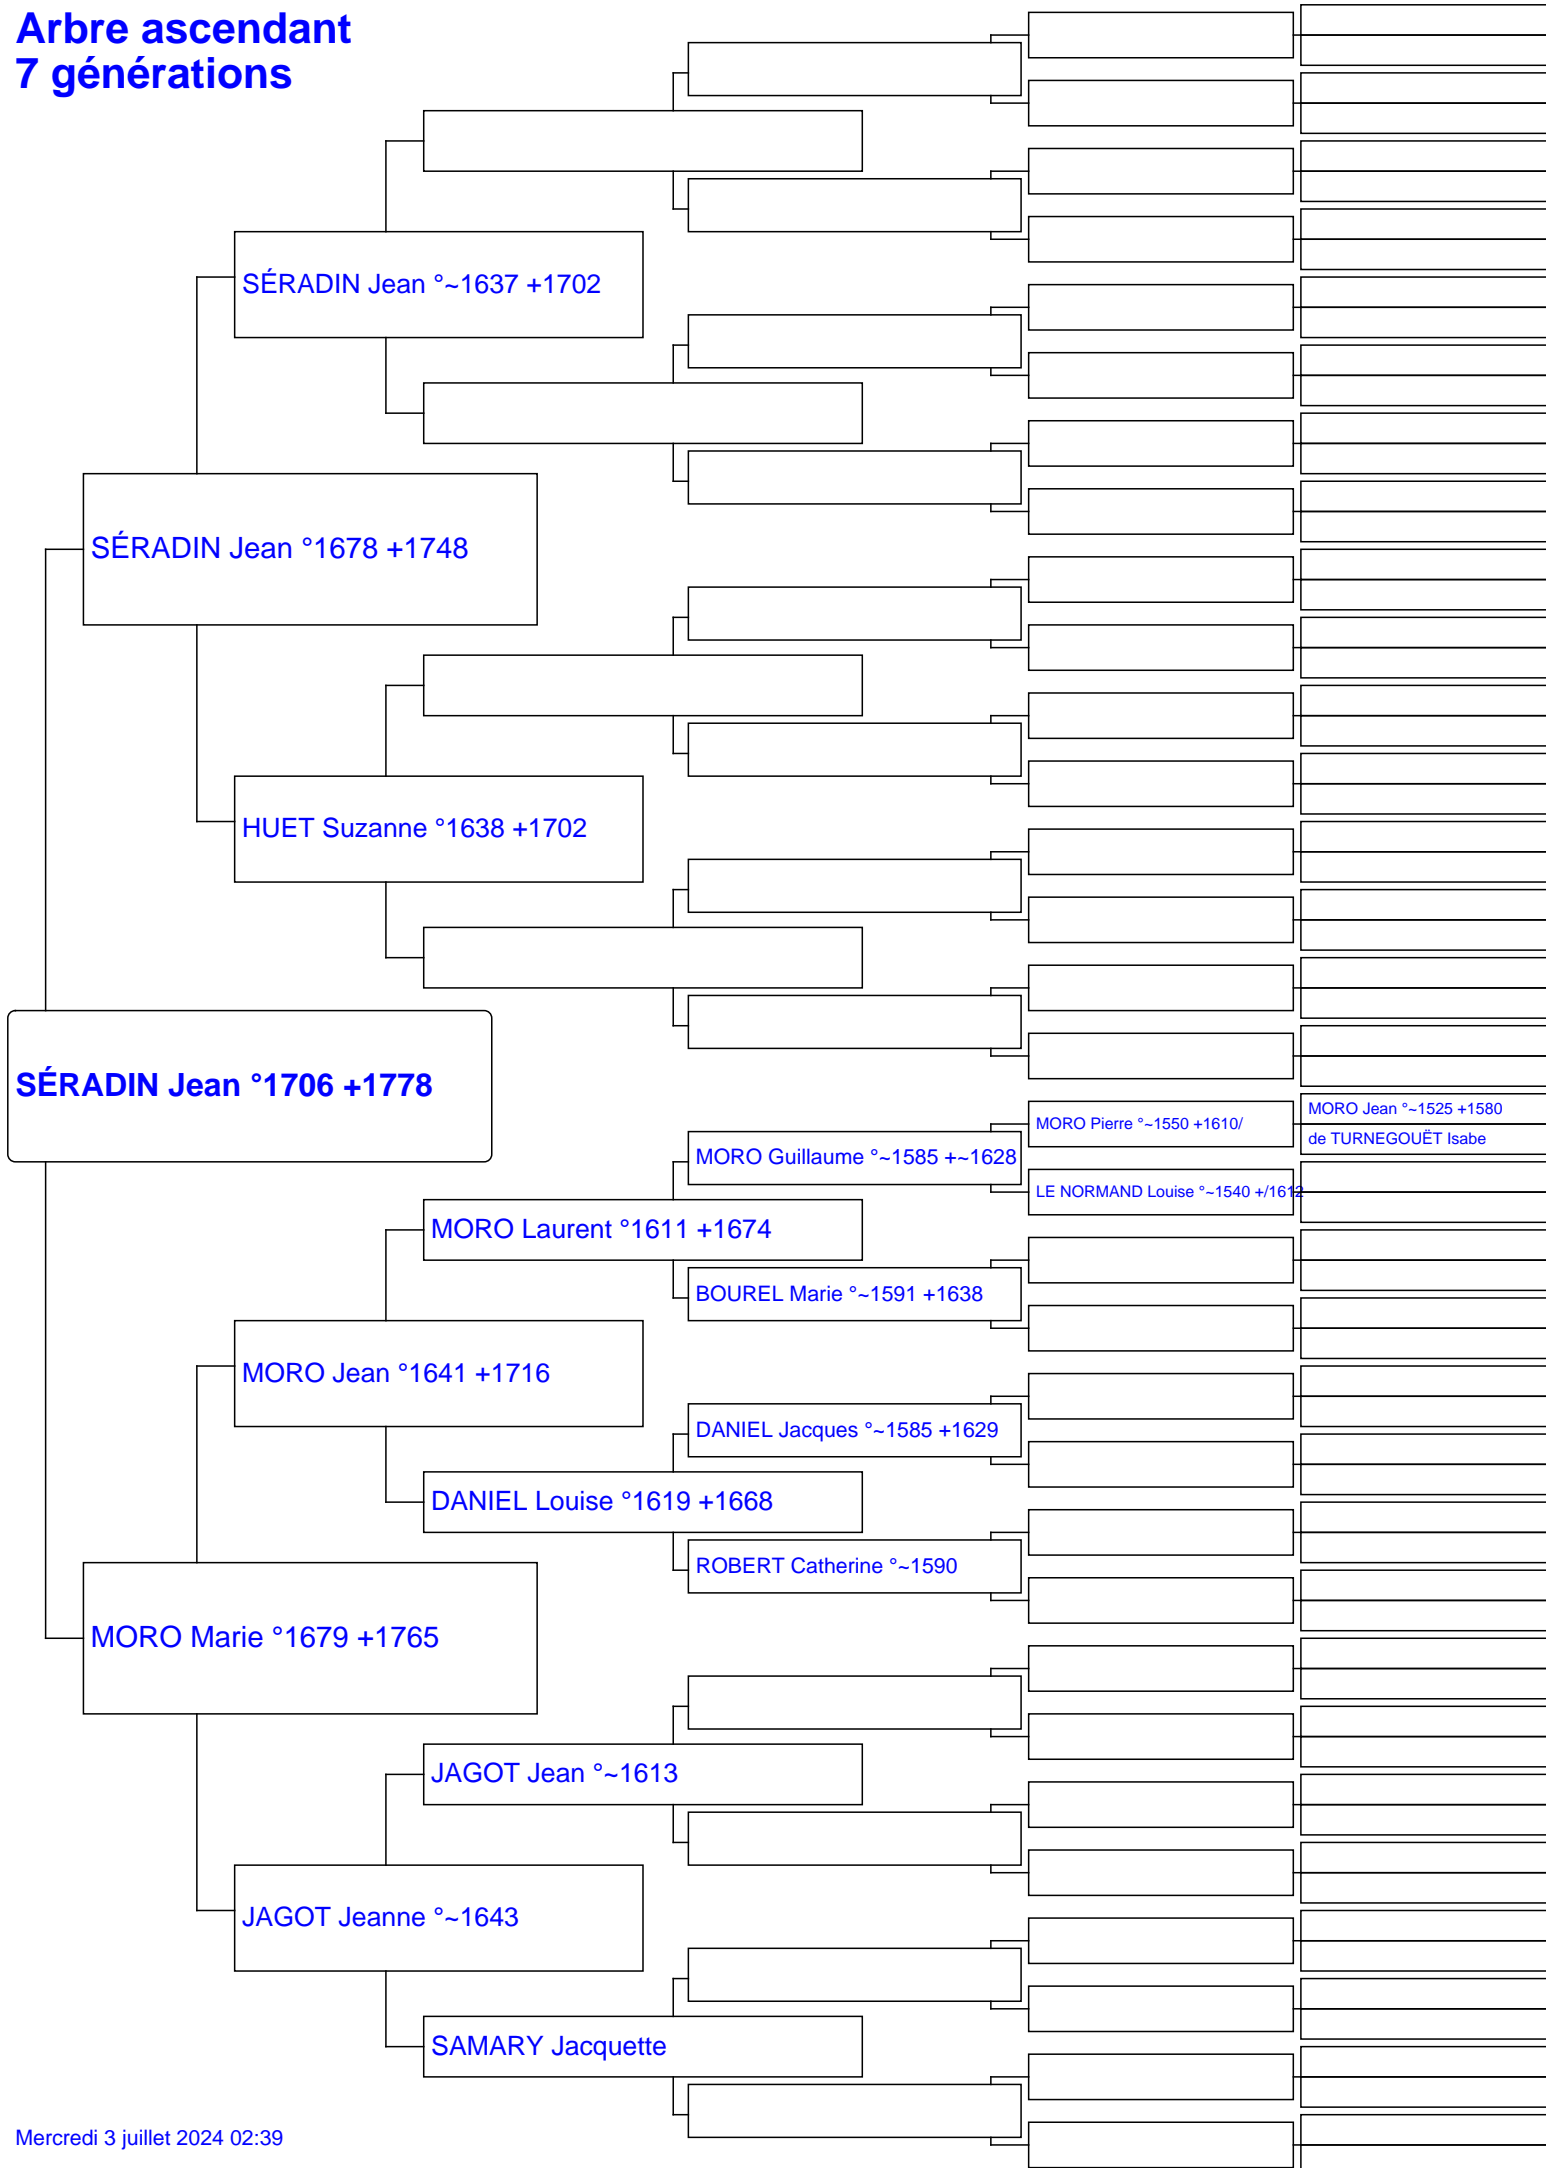 Arbre ascendant
7 générations
SÉRADIN Jean °~1637 +1702
SÉRADIN Jean °1678 +1748
HUET Suzanne °1638 +1702
SÉRADIN Jean °1706 +1778
MORO Jean °~1525 +1580
MORO Pierre °~1550 +1610/
de TURNEGOUËT Isabe
MORO Guillaume °~1585 +~1628
LE NORMAND Louise °~1540 +/1612
MORO Laurent °1611 +1674
BOUREL Marie °~1591 +1638
MORO Jean °1641 +1716
DANIEL Jacques °~1585 +1629
DANIEL Louise °1619 +1668
ROBERT Catherine °~1590
MORO Marie °1679 +1765
JAGOT Jean °~1613
JAGOT Jeanne °~1643
SAMARY Jacquette
Mercredi 3 juillet 2024 02:39